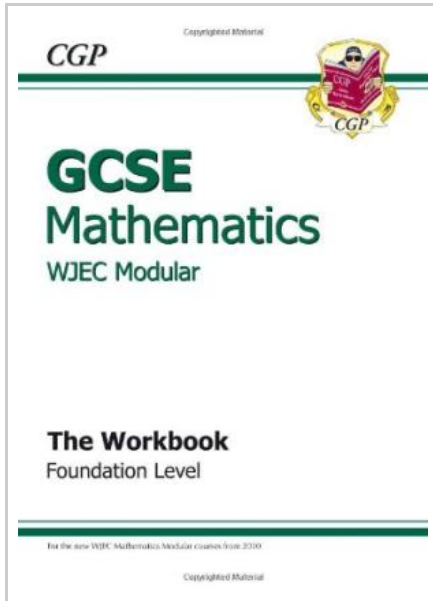 Copyrighted Material
CGP
CGP
CGP
GCSE
Mathematics
WJEC Modular
The Workbook
Foundation Level
For the new WJEC Mathematics Modular courses from 2010
Copyrighted Material